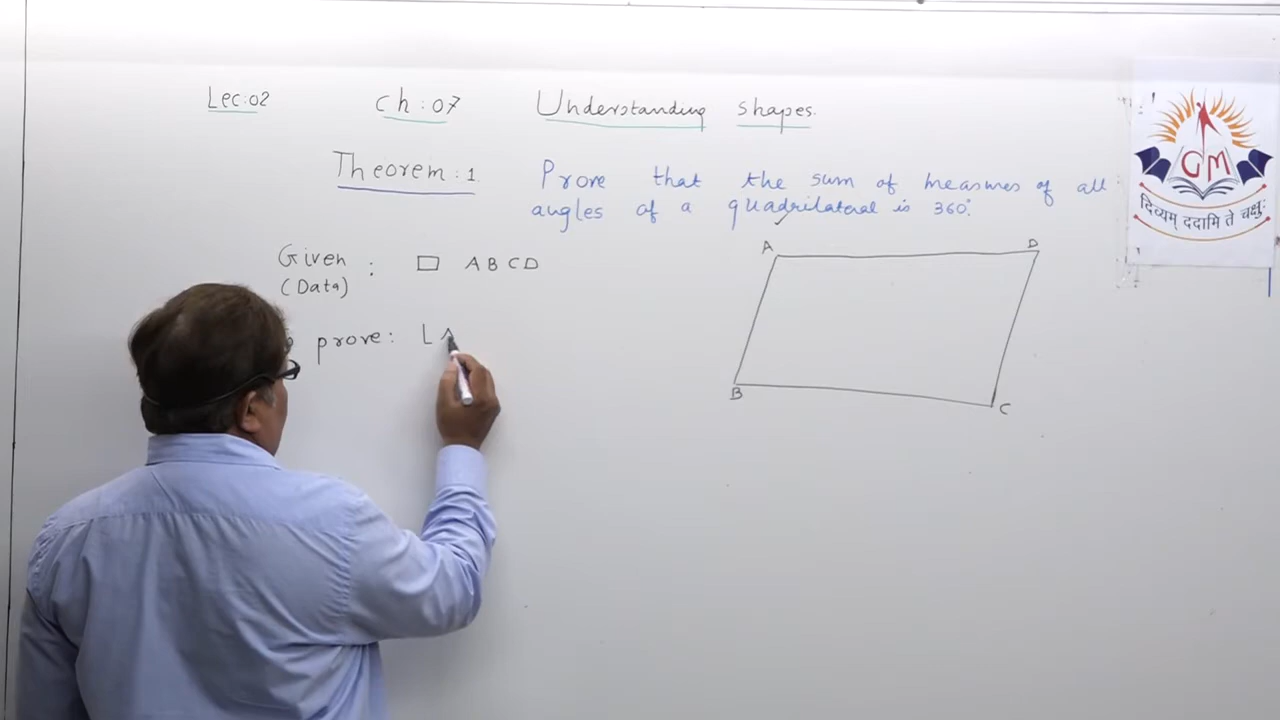 Lec:02 Ch:07 Understanding shapes.
Theorem:1 Prove that the sum of measures of all
angles of a quadrilateral is 360°.
Given : □ ABCD
(Data)
prove: ∠A
A D
B C
GM
दिव्यम् ददामि ते चक्षुः